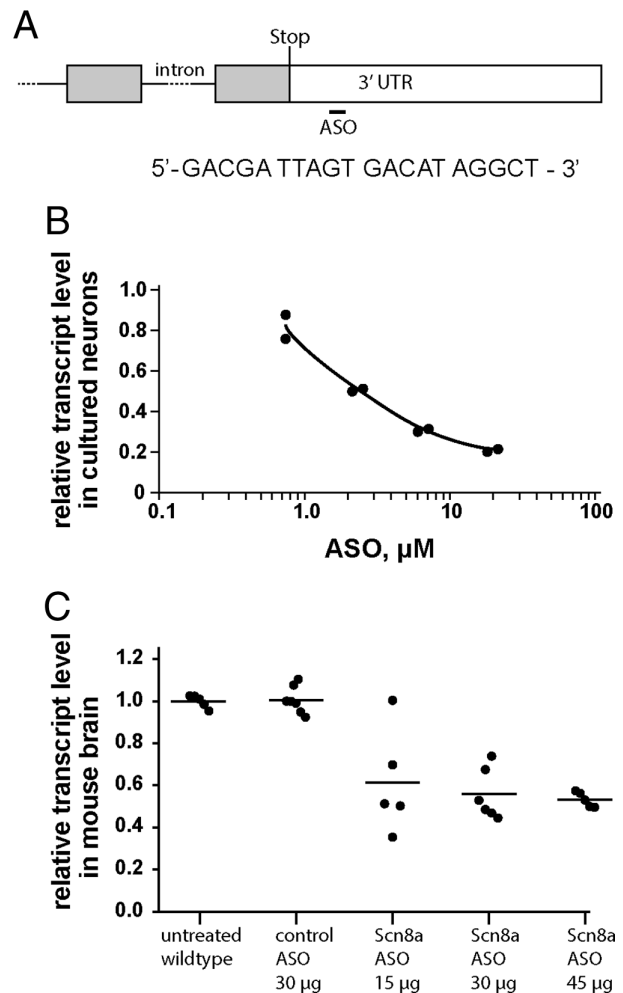 A
Stop
intron
3' UTR
ASO
5'-GACGA TTAGT GACAT AGGCT - 3'
B
relative transcript level
in cultured neurons
1.0
0.8
0.6
0.4
0.2
0
0.1
1.0
10
100
ASO, µM
C
relative transcript level
in mouse brain
1.2
1.0
0.8
0.6
0.4
0.2
0.0
untreated
wildtype
control
ASO
30 µg
Scn8a
ASO
15 µg
Scn8a
ASO
30 µg
Scn8a
ASO
45 µg